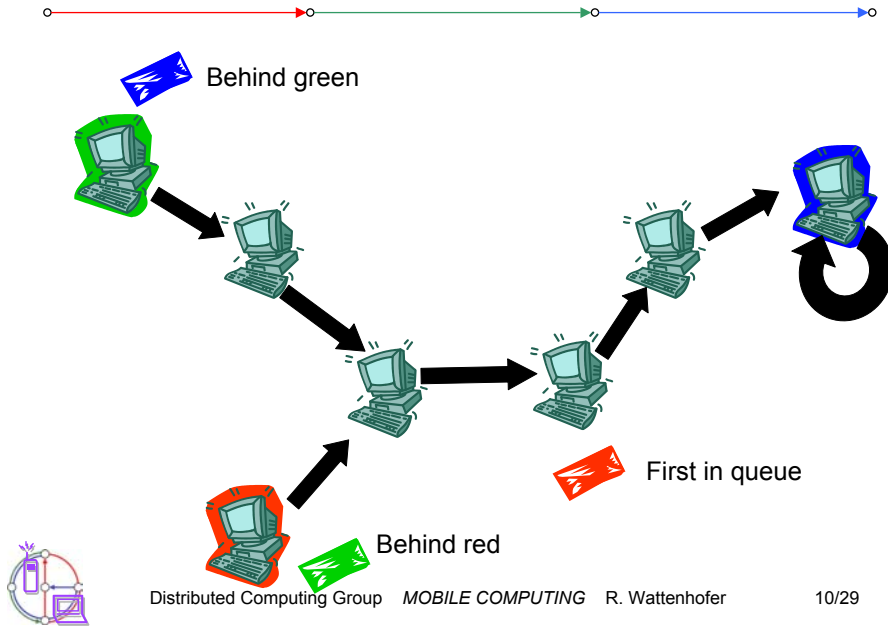 Behind green
First in queue
Behind red
Distributed Computing Group MOBILE COMPUTING R. Wattenhofer 10/29